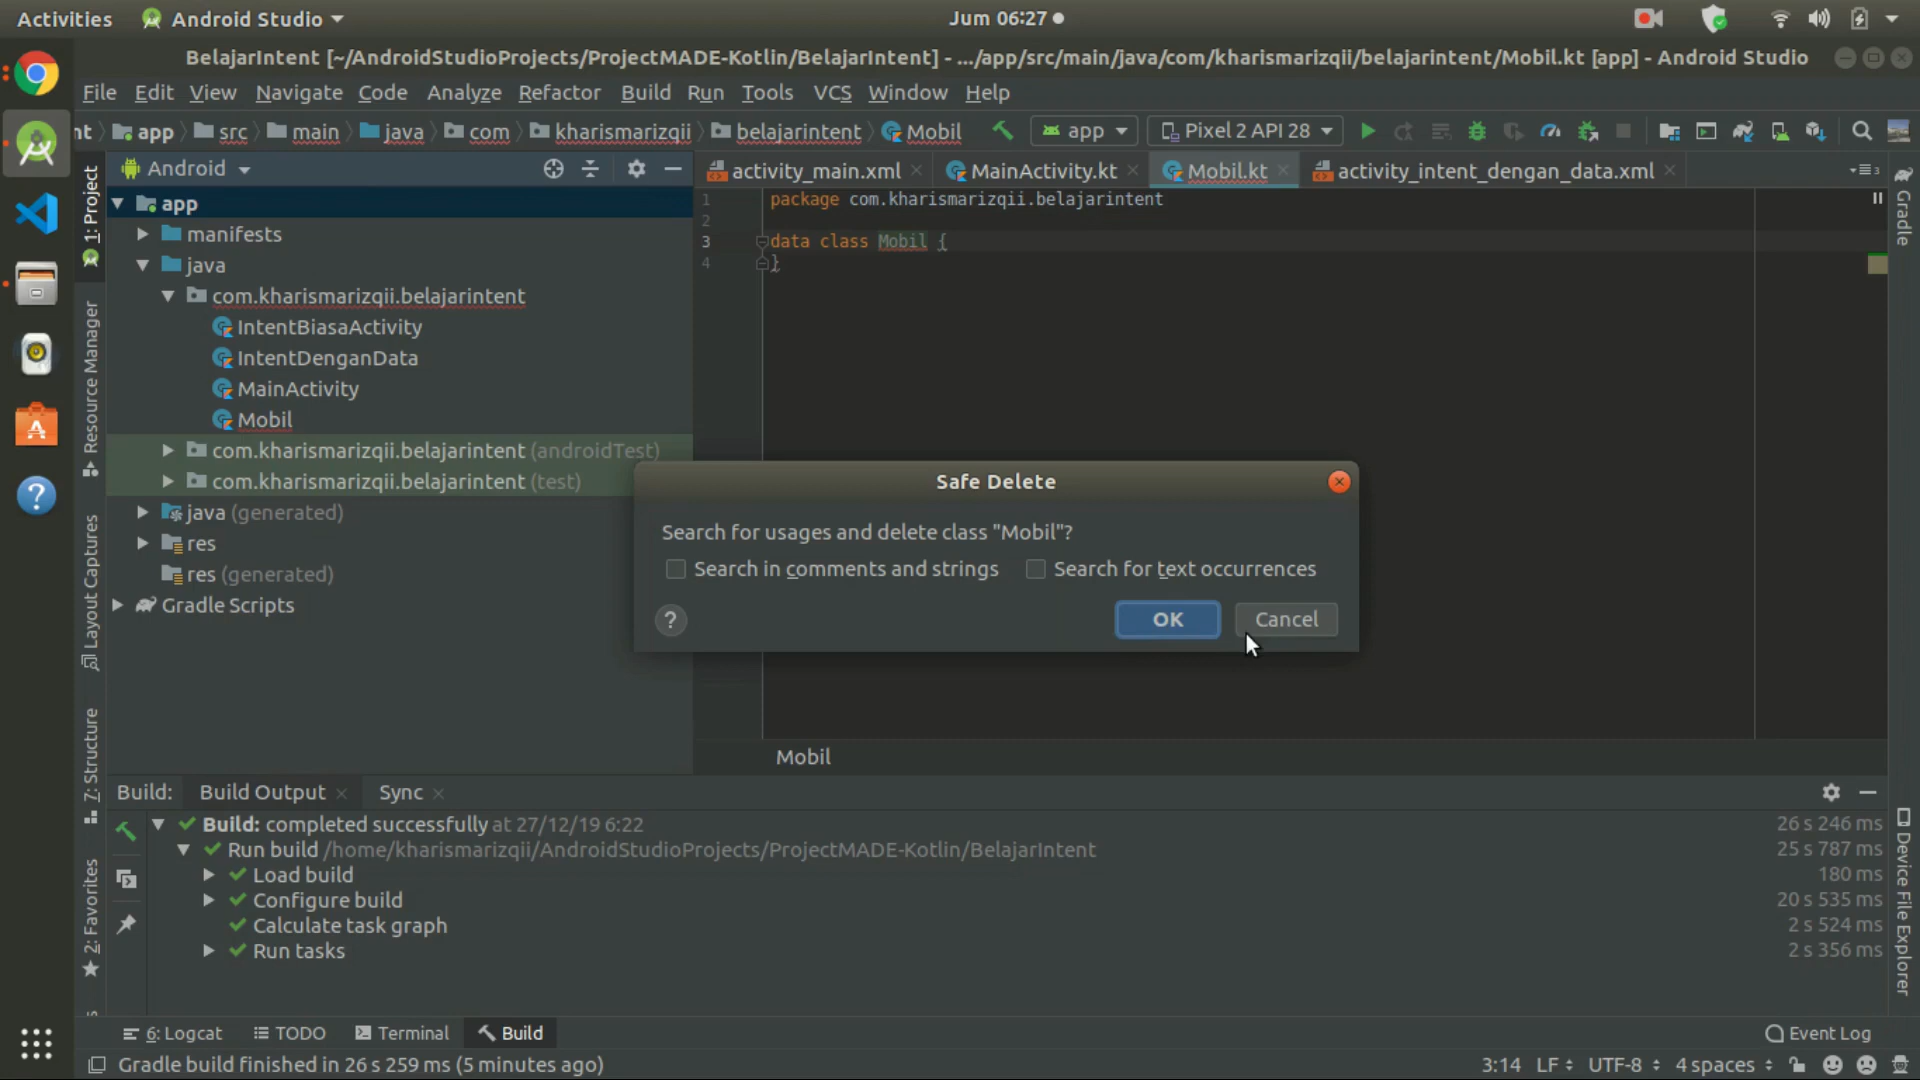 Activities
Android Studio
Jum 06:27
BelajarIntent [~/AndroidStudioProjects/ProjectMADE-Kotlin/BelajarIntent] - .../app/src/main/java/com/kharismarizqii/belajarintent/Mobil.kt [app] - Android Studio
File Edit View Navigate Code Analyze Refactor Build Run Tools VCS Window Help
nt app src main java com kharismarizqii belajarintent Mobil
app
Pixel 2 API 28
Android
activity_main.xml
MainActivity.kt
Mobil.kt
activity_intent_dengan_data.xml
3
1: Project
Resource Manager
Layout Captures
7: Structure
2: Favorites
app
manifests
java
com.kharismarizqii.belajarintent
IntentBiasaActivity
IntentDenganData
MainActivity
Mobil
com.kharismarizqii.belajarintent (androidTest)
com.kharismarizqii.belajarintent (test)
java (generated)
res
res (generated)
Gradle Scripts
1 package com.kharismarizqii.belajarintent
2
3 data class Mobil {
4 }
Mobil
Gradle
Device File Explorer
Safe Delete
Search for usages and delete class "Mobil"?
Search in comments and strings
Search for text occurrences
?
OK
Cancel
Build:
Build Output
Sync
Build: completed successfully at 27/12/19 6:22
26 s 246 ms
Run build /home/kharismarizqii/AndroidStudioProjects/ProjectMADE-Kotlin/BelajarIntent
25 s 787 ms
Load build
180 ms
Configure build
20 s 535 ms
Calculate task graph
2 s 524 ms
Run tasks
2 s 356 ms
6: Logcat
TODO
Terminal
Build
Event Log
Gradle build finished in 26 s 259 ms (5 minutes ago)
3:14 LF UTF-8 4 spaces